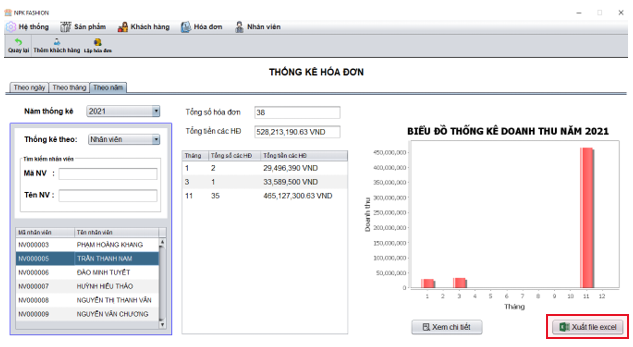 NPK FASHION
Hệ thống Sản phẩm Khách hàng Hóa đơn Nhân viên
Quay lại Thêm khách hàng Lập hóa đơn
THỐNG KÊ HÓA ĐƠN
Theo ngày Theo tháng Theo năm
Năm thống kê 2021
Tổng số hóa đơn 38
Tổng tiền các HĐ 528,213,190.63 VND
Thống kê theo: Nhân viên
Tìm kiếm nhân viên
Mã NV :
Tên NV :
Mã nhân viên Tên nhân viên
NV000003 PHẠM HOÀNG KHANG
NV000005 TRẦN THANH NAM
NV000006 ĐÀO MINH TUYẾT
NV000007 HUỲNH HIẾU THẢO
NV000008 NGUYỄN THỊ THANH VÂN
NV000009 NGUYỄN VĂN CHƯƠNG
Tháng Tổng số các HĐ Tổng tiền các HĐ
1 2 29,496,390 VND
3 1 33,589,500 VND
11 35 465,127,300.63 VND
BIỂU ĐỒ THỐNG KÊ DOANH THU NĂM 2021
Doanh thu
450,000,000
400,000,000
350,000,000
300,000,000
250,000,000
200,000,000
150,000,000
100,000,000
50,000,000
0
1 2 3 4 5 6 7 8 9 10 11 12
Tháng
Xem chi tiết
Xuất file excel